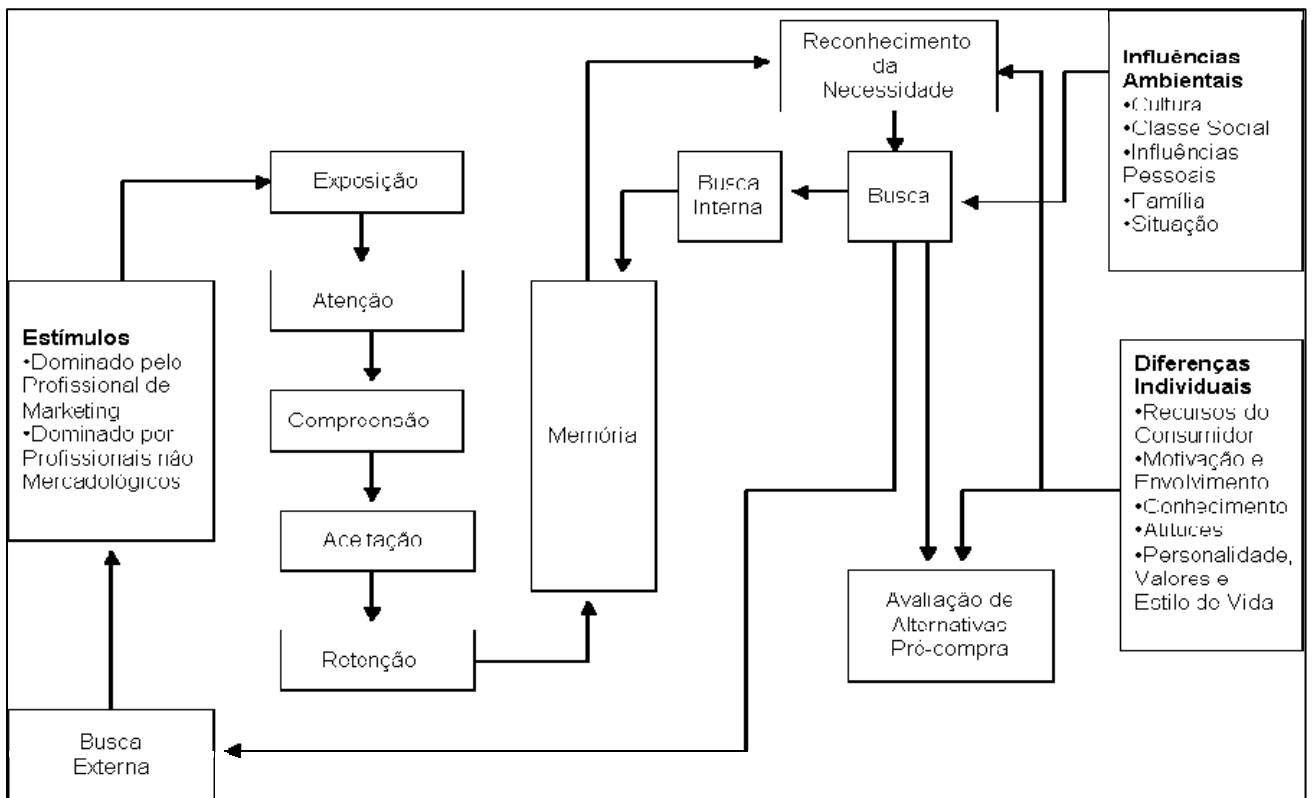 Reconhecimento
da
Necessidade
Influências
Ambientais
•Cultura
•Classe Social
•Influências
Pessoais
•Família
•Situação
Exposição
Busca
Interna
Busca
Atenção
Estímulos
•Dominado pelo
Profissional de
Marketing
•Dominado por
Profissionais não
Mercadológicos
Compreensão
Memória
Diferenças
Individuais
•Recursos do
Consumidor
•Motivação e
Envolvimento
•Conhecimento
•Atitudes
•Personalidade,
Valores e
Estilo de Vida
Aceitação
Avaliação de
Alternativas
Pré-compra
Retenção
Busca
Externa